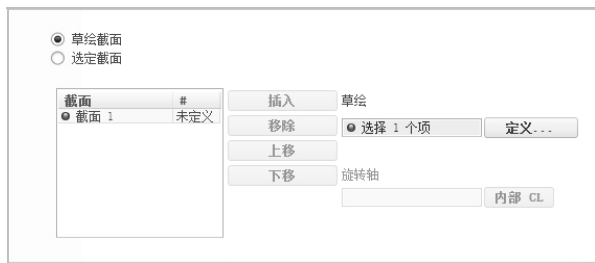 草绘截面
选定截面
截面 # 插入 草绘
截面 1 未定义
移除 选择 1 个项 定义...
上移
下移 旋转轴
内部 CL